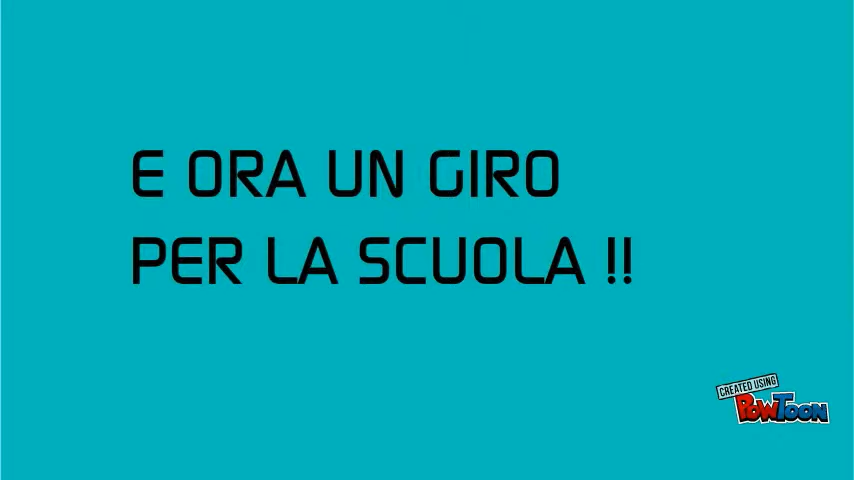 E ORA UN GIRO
PER LA SCUOLA !!
CREATED USING
POWTOON